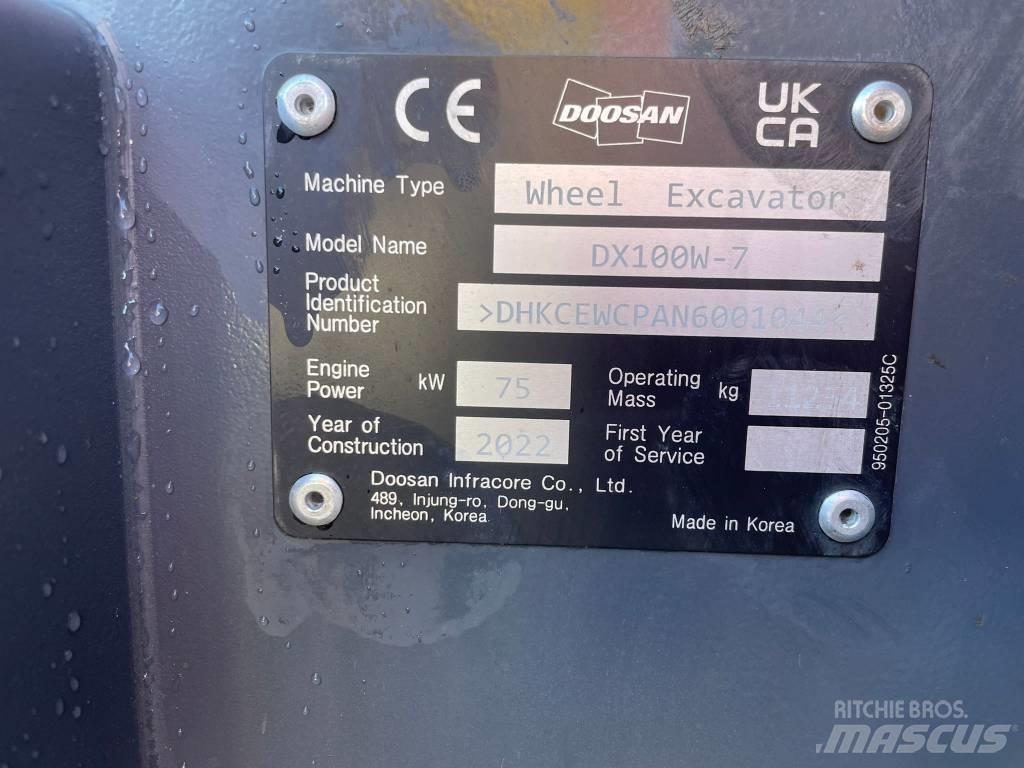 CE DOOSAN UK
CA
Machine Type Wheel Excavator
Model Name DX100W-7
Product
Identification
Number
Engine
Power kW 75
Operating
Mass kg
Year of
Construction 2022
First Year
of Service
950205-01325C
Doosan Infracore Co., Ltd.
489, Injung-ro, Dong-gu,
Incheon, Korea
Made in Korea
RITCHIE BROS.
MASCUS